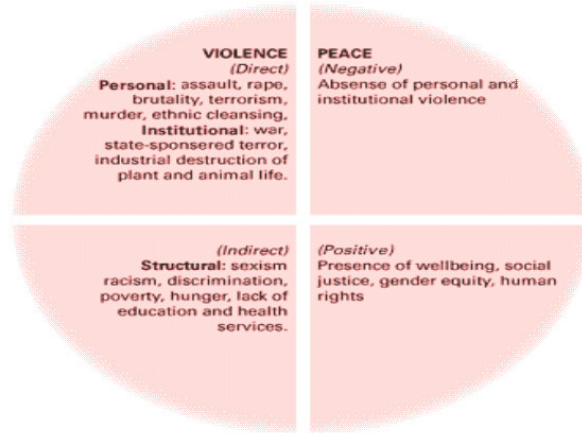 VIOLENCE
(Direct)
Personal: assault, rape,
brutality, terrorism,
murder, ethnic cleansing,
Institutional: war,
state-sponsered terror,
industrial destruction of
plant and animal life.
PEACE
(Negative)
Absense of personal and
institutional violence
(Indirect)
Structural: sexism
racism, discrimination,
poverty, hunger, lack of
education and health
services.
(Positive)
Presence of wellbeing, social
justice, gender equity, human
rights